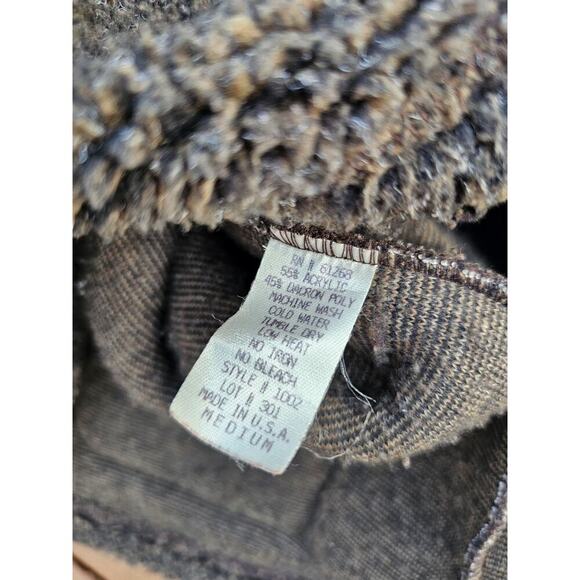 RN # 61268
55% ACRYLIC
45% DACRON POLY
MACHINE WASH
COLD WATER
TUMBLE DRY
LOW HEAT
NO IRON
NO BLEACH
STYLE # 1002
LOT # 301
MADE IN U.S.A.
MEDIUM